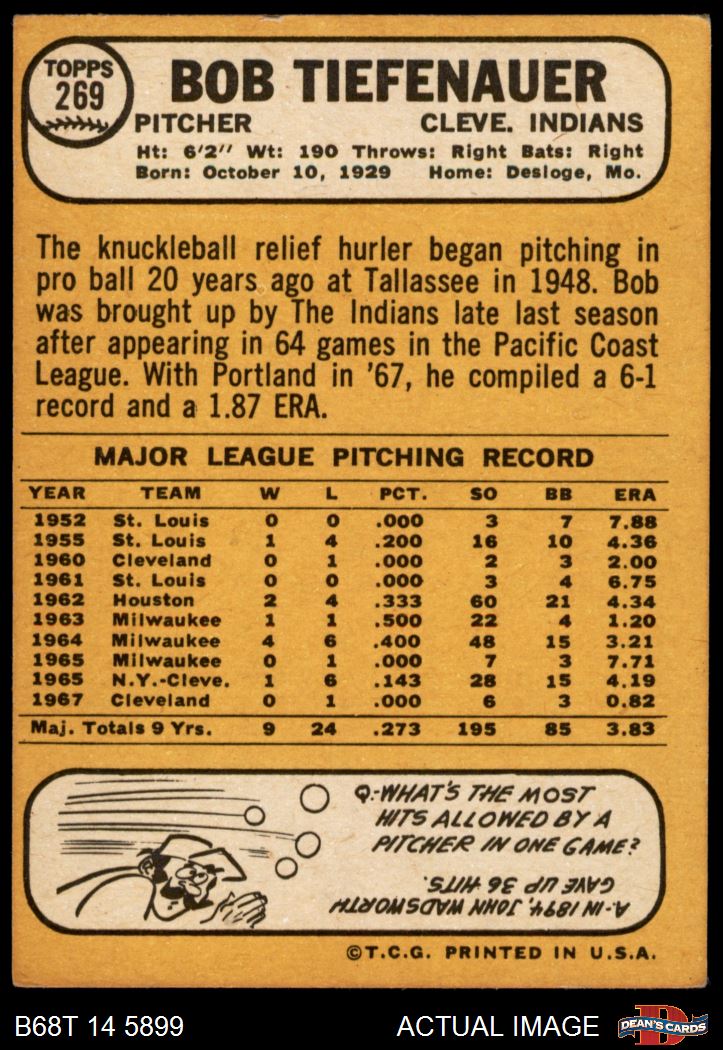 TOPPS
269
BOB TIEFENAUER
PITCHER CLEVE. INDIANS
Ht: 6'2" Wt: 190 Throws: Right Bats: Right
Born: October 10, 1929 Home: Desloge, Mo.
The knuckleball relief hurler began pitching in
pro ball 20 years ago at Tallassee in 1948. Bob
was brought up by The Indians late last season
after appearing in 64 games in the Pacific Coast
League. With Portland in '67, he compiled a 6-1
record and a 1.87 ERA.
MAJOR LEAGUE PITCHING RECORD
YEAR TEAM W L PCT. SO BB ERA
1952 St. Louis 0 0 .000 3 7 7.88
1955 St. Louis 1 4 .200 16 10 4.36
1960 Cleveland 0 1 .000 2 3 2.00
1961 St. Louis 0 0 .000 3 4 6.75
1962 Houston 2 4 .333 60 21 4.34
1963 Milwaukee 1 1 .500 22 4 1.20
1964 Milwaukee 4 6 .400 48 15 3.21
1965 Milwaukee 0 1 .000 7 3 7.71
1965 N.Y.-Cleve. 1 6 .143 28 15 4.19
1967 Cleveland 0 1 .000 6 3 0.82
Maj. Totals 9 Yrs. 9 24 .273 195 85 3.83
Q:-WHAT'S THE MOST
HITS ALLOWED BY A
PITCHER IN ONE GAME?
A:-IN 1894, JOHN WADSWORTH
GAVE UP 36 HITS.
©T.C.G. PRINTED IN U.S.A.
B68T 14 5899 ACTUAL IMAGE
D
DEAN'S CARDS